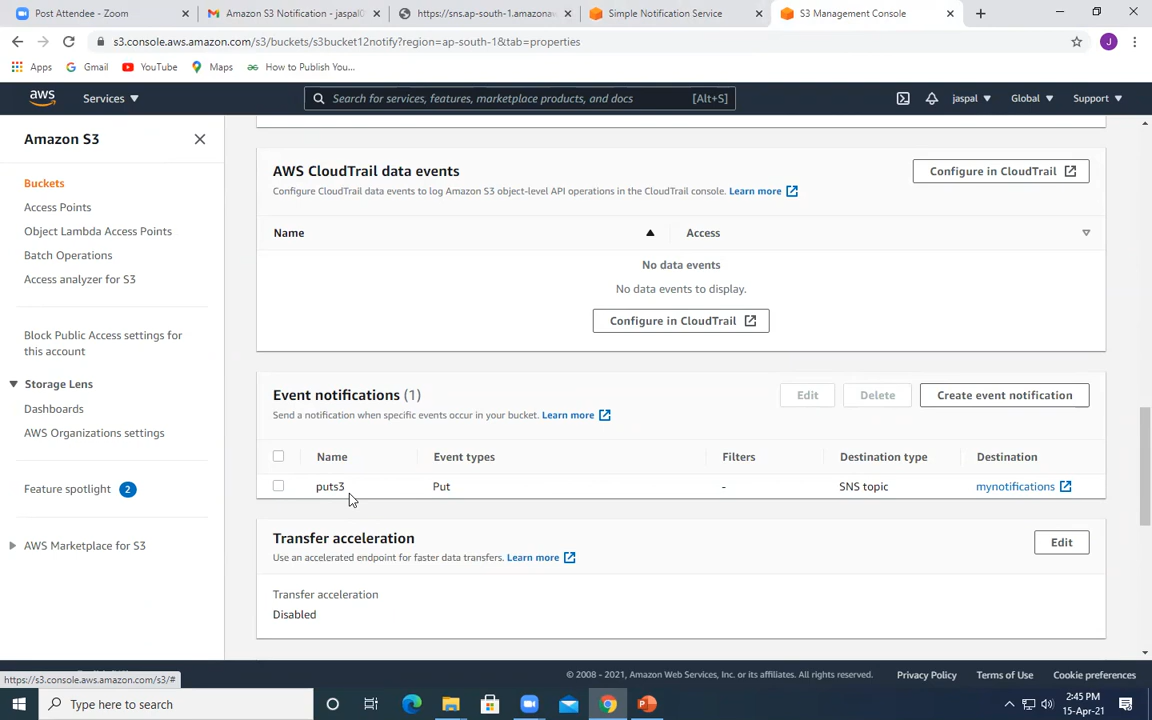 Post Attendee - Zoom
Amazon S3 Notification - jaspal0
https://sns.ap-south-1.amazonaw
Simple Notification Service
S3 Management Console
s3.console.aws.amazon.com/s3/buckets/s3bucket12notify?region=ap-south-1&tab=properties
J
Apps
Gmail
YouTube
Maps
How to Publish You...
aws
Services
Search for services, features, marketplace products, and docs
[Alt+S]
jaspal
Global
Support
Amazon S3
Buckets
Access Points
Object Lambda Access Points
Batch Operations
Access analyzer for S3
Block Public Access settings for
this account
Storage Lens
Dashboards
AWS Organizations settings
Feature spotlight 2
AWS Marketplace for S3
AWS CloudTrail data events
Configure CloudTrail data events to log Amazon S3 object-level API operations in the CloudTrail console. Learn more
Configure in CloudTrail
Name
Access
No data events
No data events to display.
Configure in CloudTrail
Event notifications (1)
Send a notification when specific events occur in your bucket. Learn more
Edit
Delete
Create event notification
Name
Event types
Filters
Destination type
Destination
puts3
Put
-
SNS topic
mynotifications
Transfer acceleration
Use an accelerated endpoint for faster data transfers. Learn more
Edit
Transfer acceleration
Disabled
https://s3.console.aws.amazon.com/s3/#
© 2008 - 2021, Amazon Web Services, Inc. or its affiliates. All rights reserved.
Privacy Policy
Terms of Use
Cookie preferences
Type here to search
2:45 PM
15-Apr-21